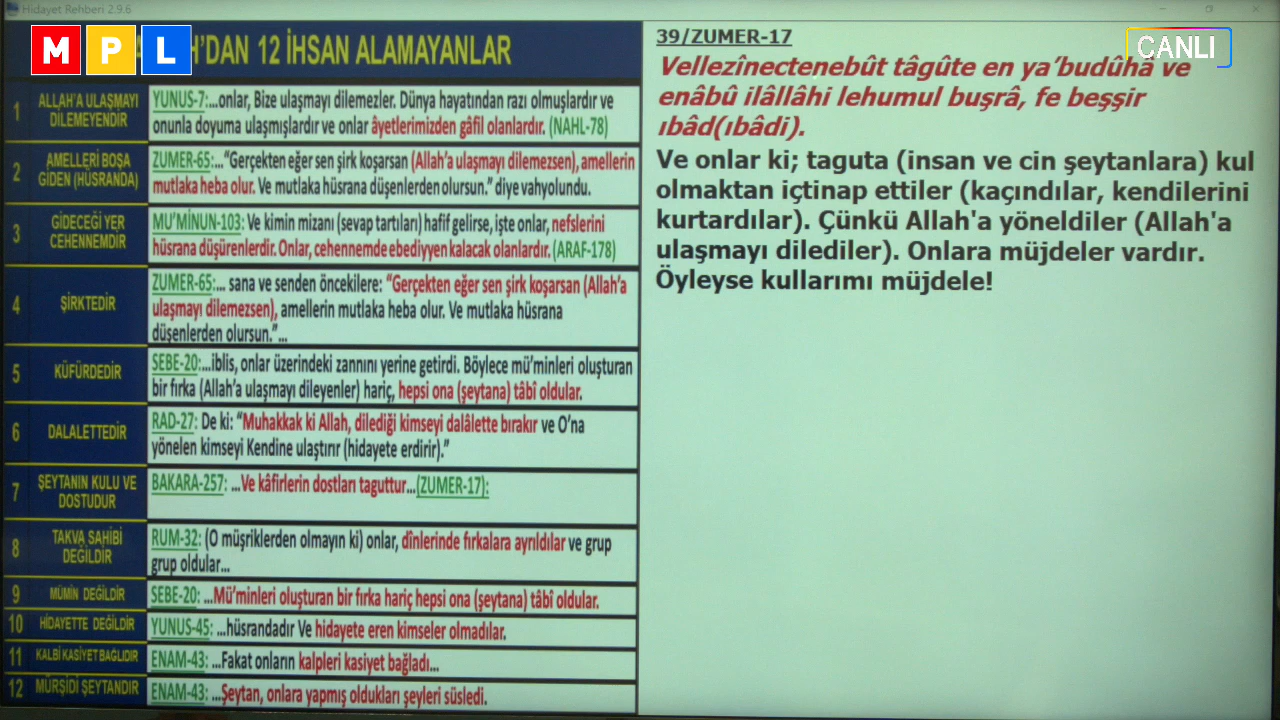 Hidayet Rehberi 2.9.6
MPL
H'DAN 12 İHSAN ALAMAYANLAR
1
ALLAH'A ULAŞMAYI
DİLEMEYENDİR
YUNUS-7:...onlar, Bize ulaşmayı dilemezler. Dünya hayatından razı olmuşlardır ve
onunla doyuma ulaşmışlardır ve onlar âyetlerimizden gâfil olanlardır. (NAHL-78)
2
AMELLERİ BOŞA
GİDEN (HÜSRANDA)
ZUMER-65:...“Gerçekten eğer sen şirk koşarsan (Allah’a ulaşmayı dilemezsen), amellerin
mutlaka heba olur. Ve mutlaka hüsrana düşenlerden olursun.” diye vahyolundu.
3
GİDECEĞİ YER
CEHENNEMDİR
MU’MİNUN-103: Ve kimin mizanı (sevap tartıları) hafif gelirse, işte onlar, nefslerini
hüsrana düşürenlerdir. Onlar, cehennemde ebediyyen kalacak olanlardır. (ARAF-178)
4
ŞİRKTEDİR
ZUMER-65:... sana ve senden öncekilere: “Gerçekten eğer sen şirk koşarsan (Allah’a
ulaşmayı dilemezsen), amellerin mutlaka heba olur. Ve mutlaka hüsrana
düşenlerden olursun.”...
5
KÜFÜRDEDİR
SEBE-20:...iblis, onlar üzerindeki zannını yerine getirdi. Böylece mü’minleri oluşturan
bir fırka (Allah’a ulaşmayı dileyenler) hariç, hepsi ona (şeytana) tâbî oldular.
6
DALALETTEDİR
RAD-27: De ki: “Muhakkak ki Allah, dilediği kimseyi dalâlette bırakır ve O’na
yönelen kimseyi Kendine ulaştırır (hidayete erdirir).”
7
ŞEYTANIN KULU VE
DOSTUDUR
BAKARA-257: ...Ve kâfirlerin dostları taguttur...(ZUMER-17):
8
TAKVA SAHİBİ
DEĞİLDİR
RUM-32: (O müşriklerden olmayın ki) onlar, dînlerinde fırkalara ayrıldılar ve grup
grup oldular...
9
MÜMİN DEĞİLDİR
SEBE-20: ...Mü’minleri oluşturan bir fırka hariç hepsi ona (şeytana) tâbî oldular.
10
HİDAYETTE DEĞİLDİR
YUNUS-45: ...hüsrandadır Ve hidayete eren kimseler olmadılar.
11
KALBİ KASİYET BAĞLIDIR
ENAM-43: ...Fakat onların kalpleri kasiyet bağladı...
12
MÜRŞİDİ ŞEYTANDIR
ENAM-43: ...Şeytan, onlara yapmış oldukları şeyleri süsledi.
39/ZUMER-17
CANLI
Vellezînectenebût tâgûte en ya’budûhâ ve
enâbû ilâllâhi lehumul buşrâ, fe beşşir
ıbâd(ıbâdi).
Ve onlar ki; taguta (insan ve cin şeytanlara) kul
olmaktan içtinap ettiler (kaçındılar, kendilerini
kurtardılar). Çünkü Allah'a yöneldiler (Allah'a
ulaşmayı dilediler). Onlara müjdeler vardır.
Öyleyse kullarımı müjdele!